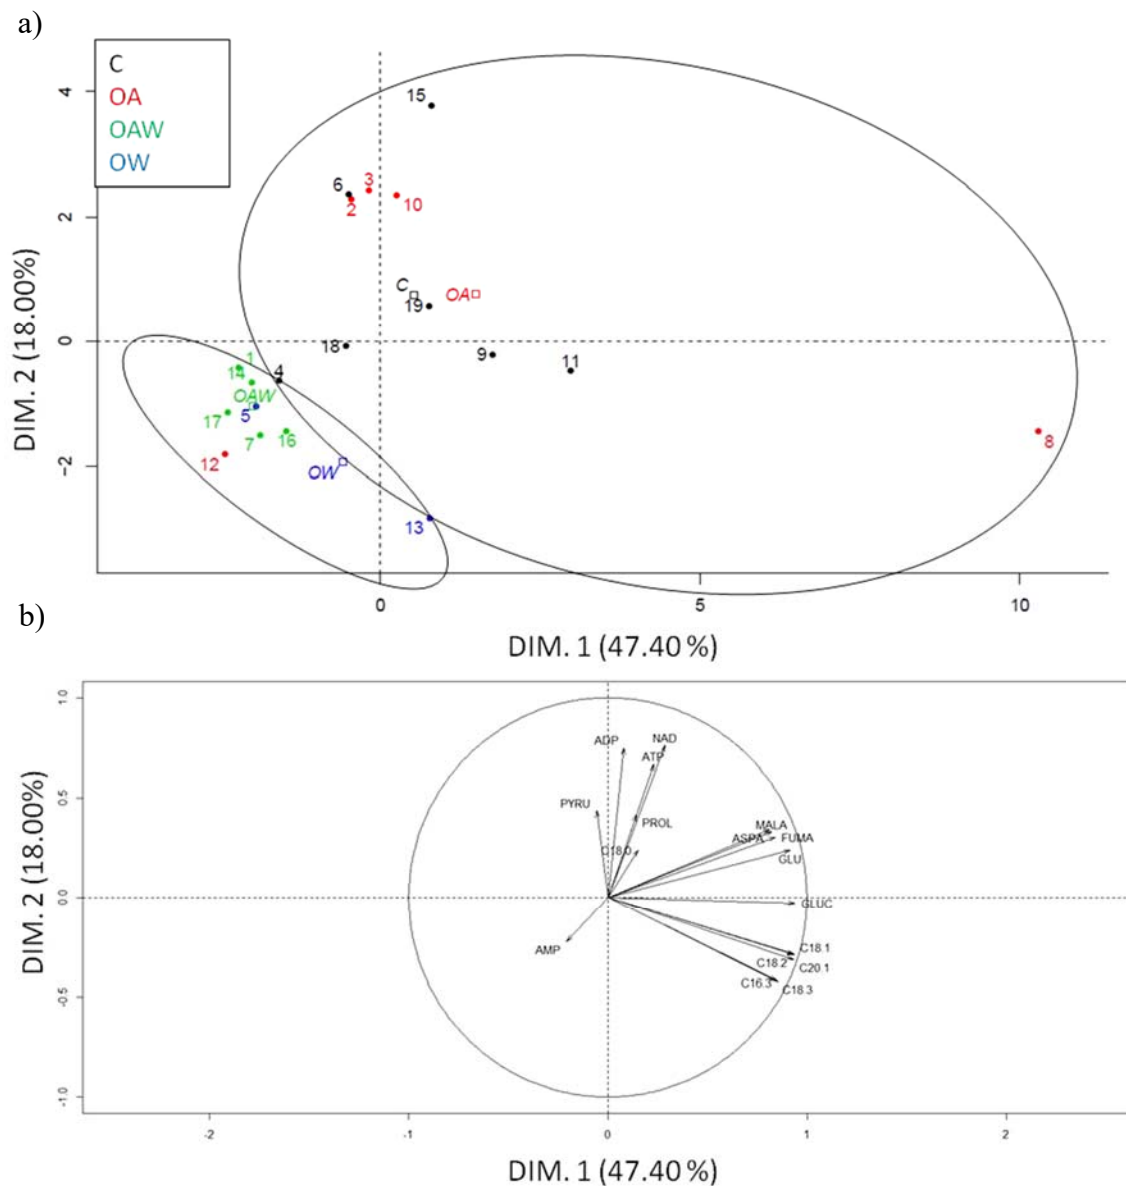 a)
C
OA
OAW
OW
4
2
0
−2
DIM. 2 (18.00%)
15
6
3
2
10
C
19
OA
18
9
11
1
14
4
OAW
5
17
7
16
12
OW
13
8
0
5
10
DIM. 1 (47.40 %)
b)
1.0
0.5
0.0
-0.5
-1.0
DIM. 2 (18.00%)
ADP
NAD
ATP
PYRU
PROL
C18.0
MALA
ASPA
FUMA
GLU
GLUC
AMP
C18.1
C18.2
C20.1
C16.3
C18.3
-2
-1
0
1
2
DIM. 1 (47.40 %)